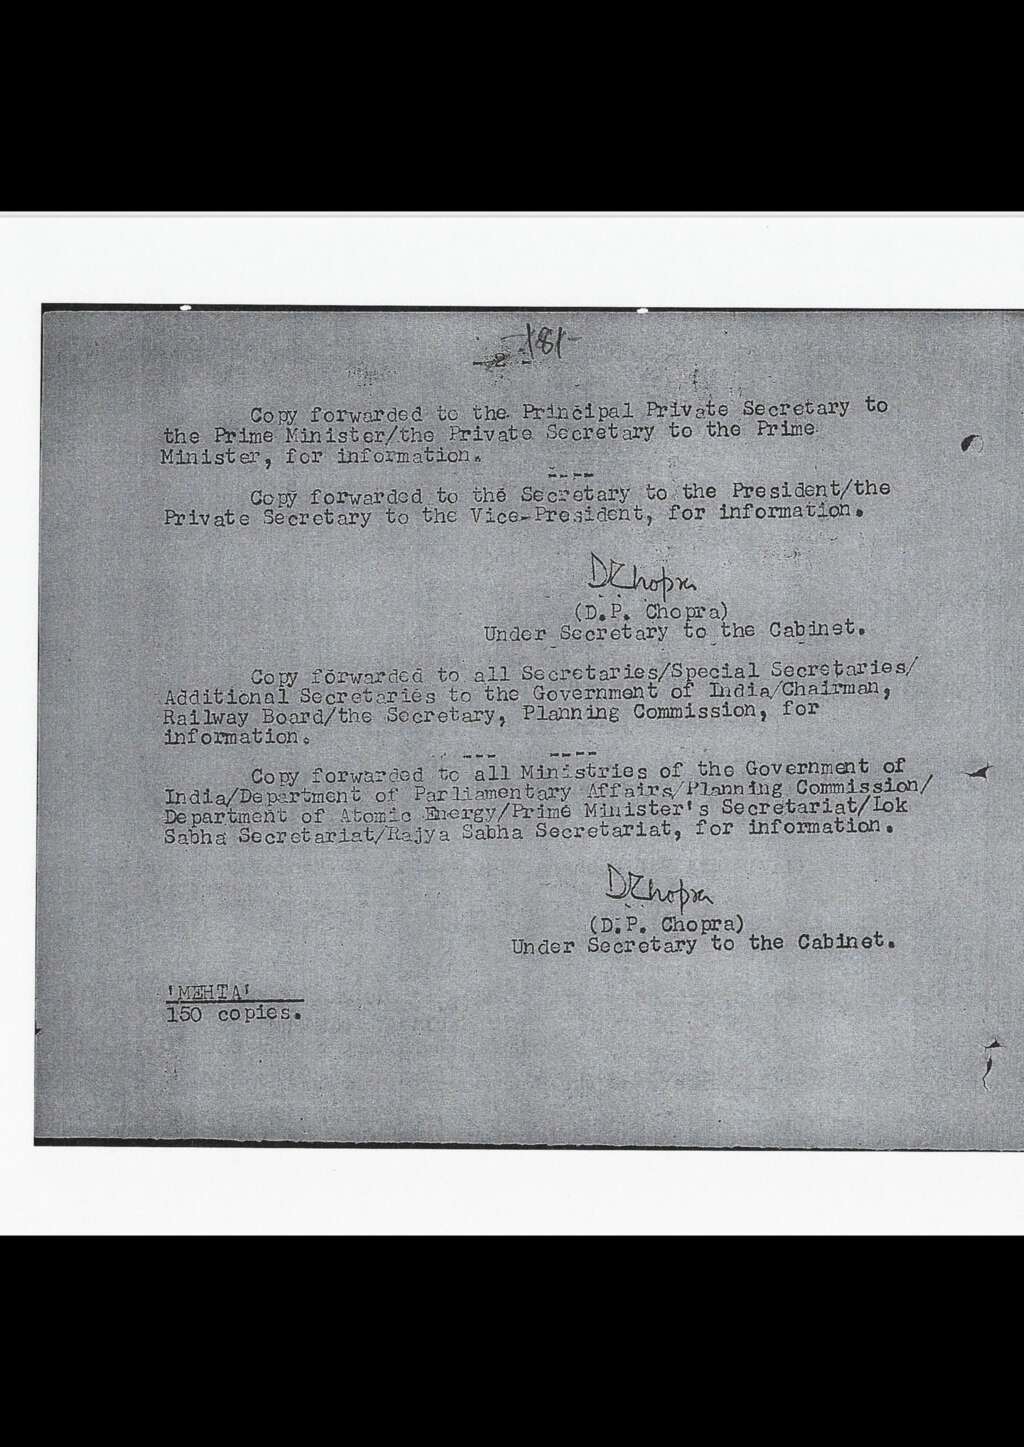 181
- 2 -
Copy forwarded to the Principal Private Secretary to
the Prime Minister/the Private Secretary to the Prime
Minister, for information.
----
Copy forwarded to the Secretary to the President/the
Private Secretary to the Vice-President, for information.
DPChopra
(D.P. Chopra)
Under Secretary to the Cabinet.
Copy forwarded to all Secretaries/Special Secretaries/
Additional Secretaries to the Government of India/Chairman,
Railway Board/the Secretary, Planning Commission, for
information.
--- ----
Copy forwarded to all Ministries of the Government of
India/Department of Parliamentary Affairs/Planning Commission/
Department of Atomic Energy/Prime Minister's Secretariat/Lok
Sabha Secretariat/Rajya Sabha Secretariat, for information.
DPChopra
(D.P. Chopra)
Under Secretary to the Cabinet.
'MEHTA'
150 copies.